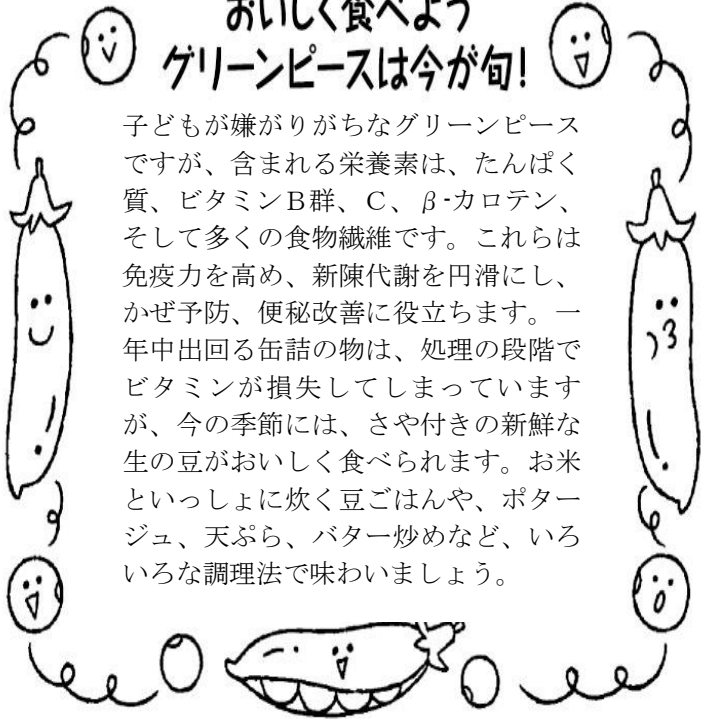 おいしく食べよう
グリーンピースは今が旬!
子どもが嫌がりがちなグリーンピース
ですが、含まれる栄養素は、たんぱく
質、ビタミンB群、C、β-カロテン、
そして多くの食物繊維です。これらは
免疫力を高め、新陳代謝を円滑にし、
かぜ予防、便秘改善に役立ちます。一
年中出回る缶詰の物は、処理の段階で
ビタミンが損失してしまっています
が、今の季節には、さや付きの新鮮な
生の豆がおいしく食べられます。お米
といっしょに炊く豆ごはんや、ポター
ジュ、天ぷら、バター炒めなど、いろ
いろな調理法で味わいましょう。